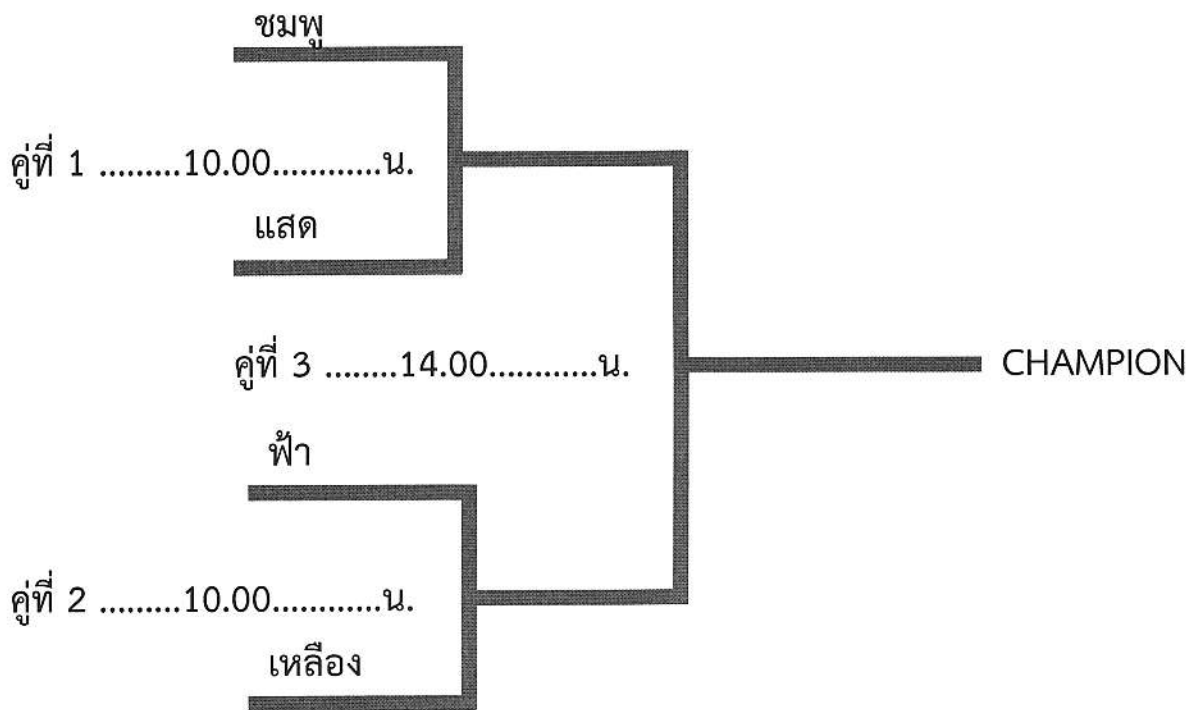 ชมพู
คู่ที่ 1 .........10.00............น.
แสด
คู่ที่ 3 ........14.00............น.
CHAMPION
ฟ้า
คู่ที่ 2 .........10.00............น.
เหลือง